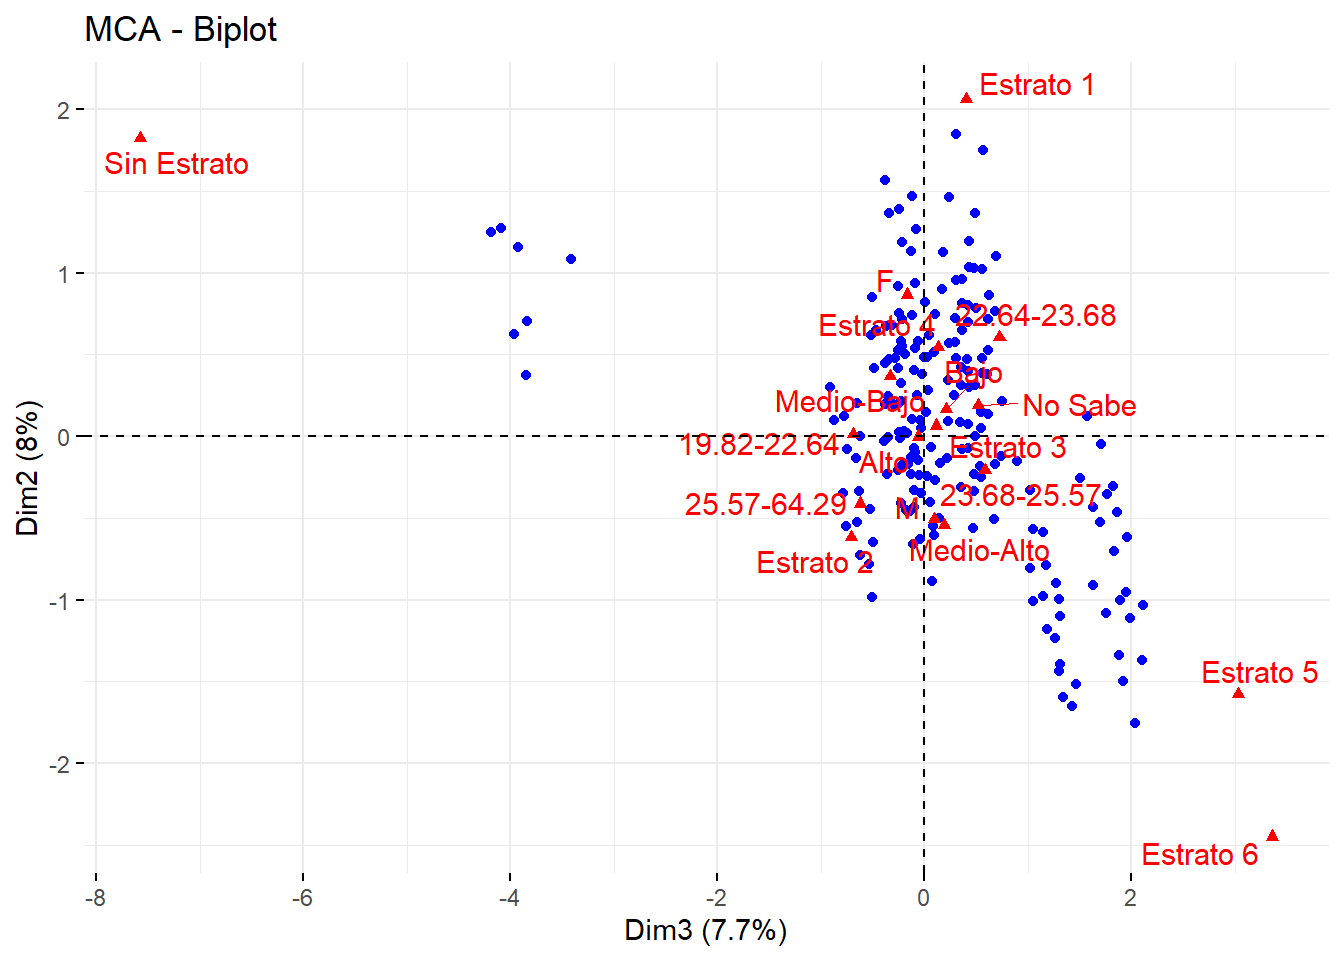 MCA - Biplot
Estrato 1
2
Sin Estrato
1
F
22.64-23.68
Estrato 4
Bajo
Medio-Bajo
No Sabe
0
19.82-22.64
Estrato 3
Alto
23.68-25.57
25.57-64.29
M
Medio-Alto
Estrato 2
-1
Estrato 5
-2
Estrato 6
Dim2 (8%)
-8
-6
-4
-2
0
2
Dim3 (7.7%)